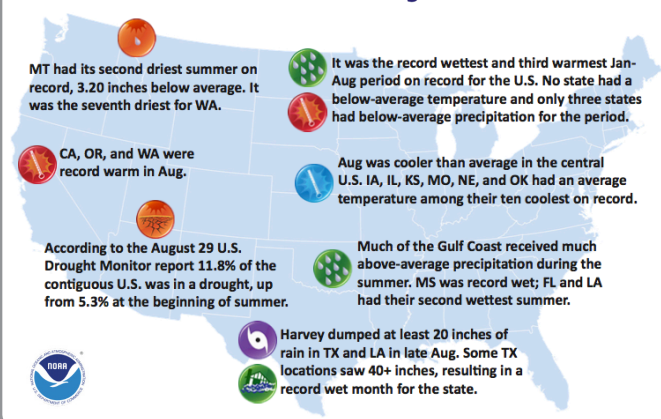 MT had its second driest summer on
record, 3.20 inches below average. It
was the seventh driest for WA.
It was the record wettest and third warmest Jan-
Aug period on record for the U.S. No state had a
below-average temperature and only three states
had below-average precipitation for the period.
CA, OR, and WA were
record warm in Aug.
Aug was cooler than average in the central
U.S. IA, IL, KS, MO, NE, and OK had an average
temperature among their ten coolest on record.
According to the August 29 U.S.
Drought Monitor report 11.8% of the
contiguous U.S. was in a drought, up
from 5.3% at the beginning of summer.
Much of the Gulf Coast received much
above-average precipitation during the
summer. MS was record wet; FL and LA
had their second wettest summer.
Harvey dumped at least 20 inches of
rain in TX and LA in late Aug. Some TX
locations saw 40+ inches, resulting in a
record wet month for the state.
NOAA